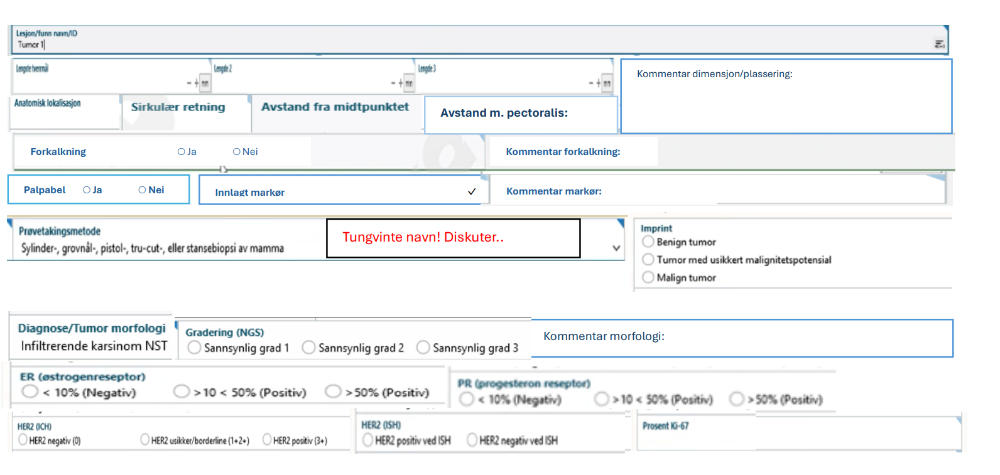 Lesjon/funn navn/ID
Tumor 1
Lengste tverrmål
Lengde 2
Lengde 3
- + mm
- + mm
- + mm
Kommentar dimensjon/plassering:
Anatomisk lokalisasjon
Sirkulær retning
Avstand fra midtpunktet
Avstand m. pectoralis:
Forkalkning
Ja
Nei
Kommentar forkalkning:
Palpabel
Ja
Nei
Innlagt markør
Kommentar markør:
Prøvetakingsmetode
Sylinder-, grovnål-, pistol-, tru-cut-, eller stansebiopsi av mamma
Tungvinte navn! Diskuter..
Imprint
Benign tumor
Tumor med usikkert malignitetspotensial
Malign tumor
Diagnose/Tumor morfologi
Infiltrerende karsinom NST
Gradering (NGS)
Sannsynlig grad 1
Sannsynlig grad 2
Sannsynlig grad 3
Kommentar morfologi:
ER (østrogenreseptor)
< 10% (Negativ)
>10 < 50% (Positiv)
>50% (Positiv)
PR (progesteron reseptor)
< 10% (Negativ)
>10 < 50% (Positiv)
>50% (Positiv)
HER2 (ICH)
HER2 negativ (0)
HER2 usikker/borderline (1+2+)
HER2 positiv (3+)
HER2 (ISH)
HER2 positiv ved ISH
HER2 negativ ved ISH
Prosent Ki-67